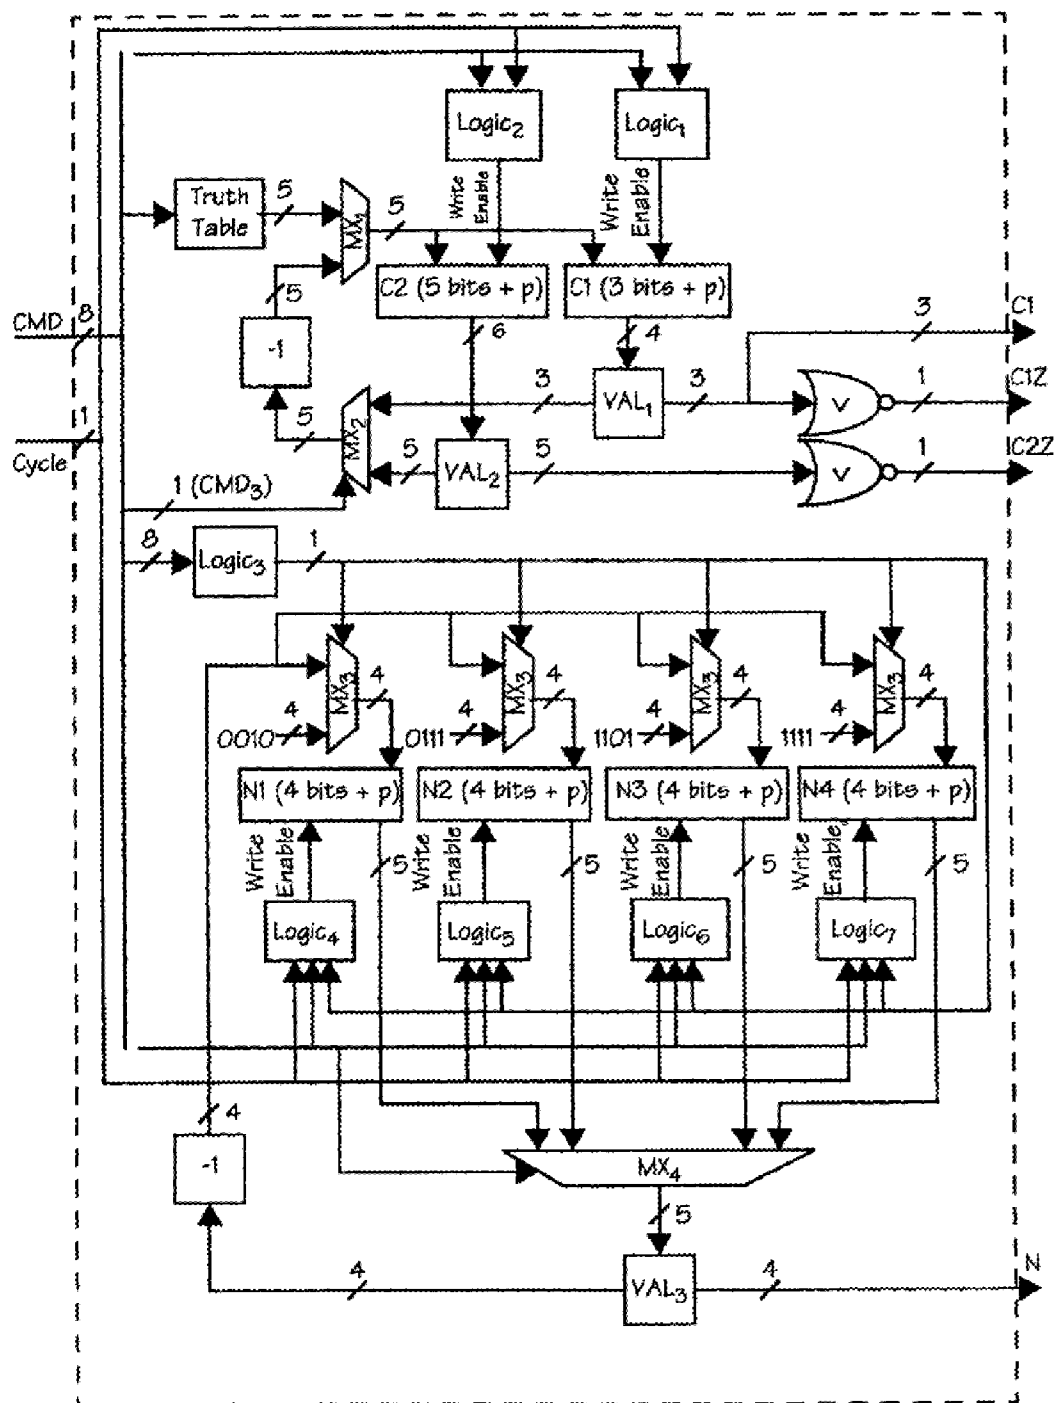 Logic2
Logic1
Write
Enable
Write
Enable
Truth
Table
5
MX1
5
5
C2 (5 bits + p)
C1 (3 bits + p)
CMD
8
-1
6
4
3
C1
3
VAL1
3
V
1
C1Z
5
MX2
1
Cycle
5
VAL2
5
V
1
C2Z
1 (CMD3)
8
Logic3
1
MX3
4
MX3
4
MX3
4
MX3
4
0010
4
0111
4
1101
4
1111
4
N1 (4 bits + p)
N2 (4 bits + p)
N3 (4 bits + p)
N4 (4 bits + p)
Write
Enable
5
Write
Enable
5
Write
Enable
5
Write
Enable
5
Logic4
Logic5
Logic6
Logic7
4
-1
MX4
5
4
VAL3
4
N